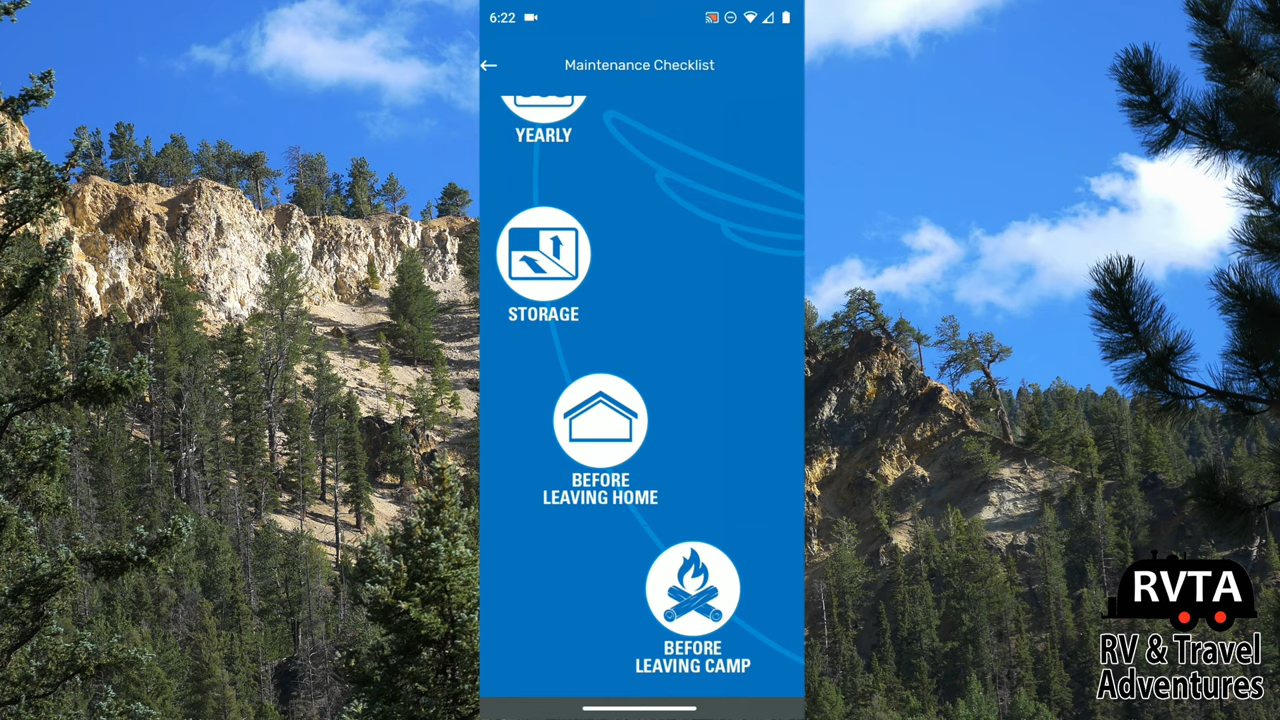 6:22
Maintenance Checklist
YEARLY
STORAGE
BEFORE
LEAVING HOME
BEFORE
LEAVING CAMP
RVTA
RV & Travel
Adventures